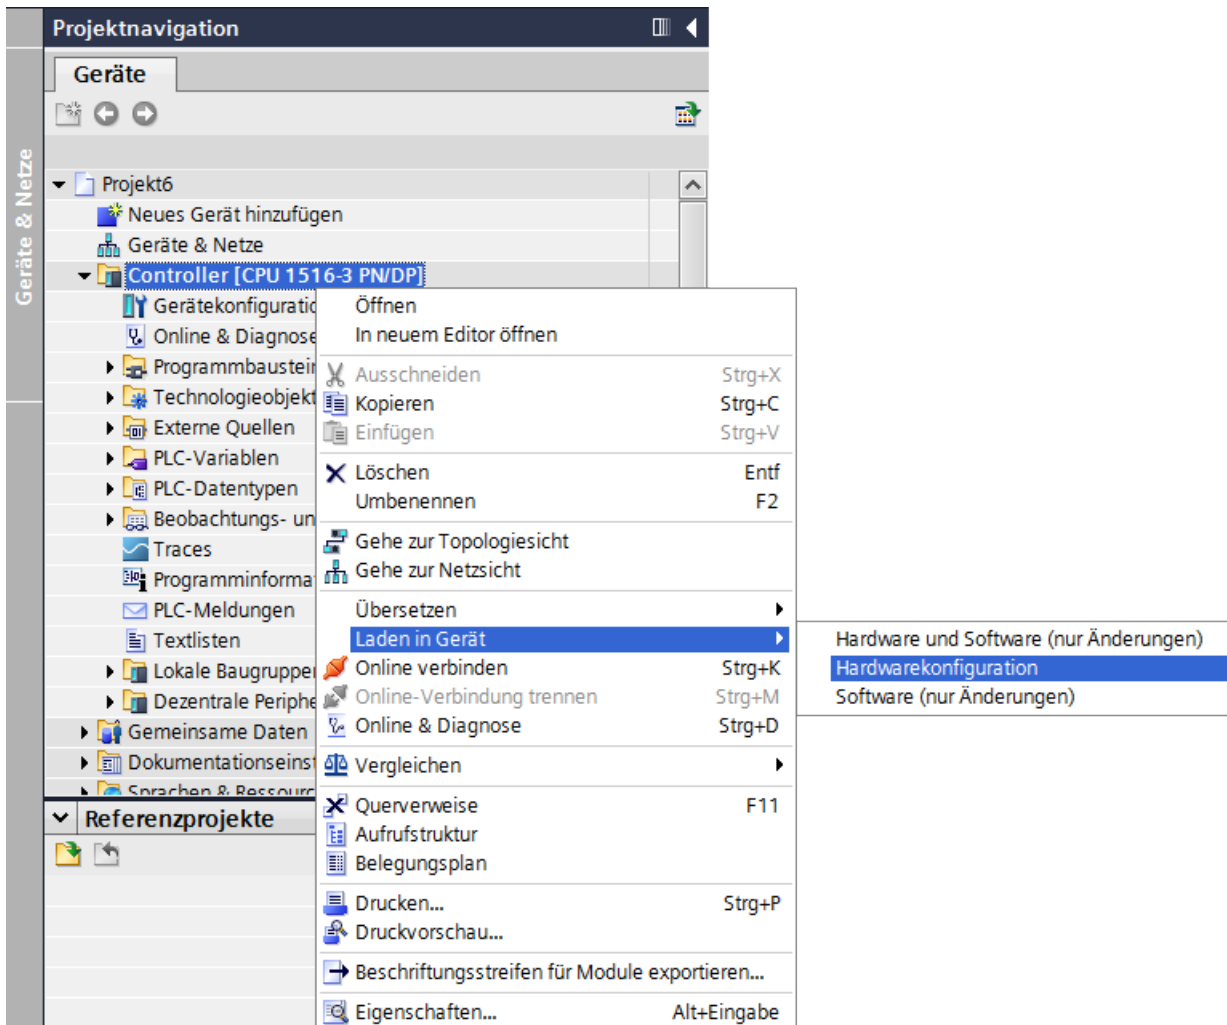 Projektnavigation
Geräte
Geräte & Netze
Projekt6
Neues Gerät hinzufügen
Geräte & Netze
Controller [CPU 1516-3 PN/DP]
Gerätekonfiguratio
Online & Diagnose
Programmbaustein
Technologieobjekt
Externe Quellen
PLC-Variablen
PLC-Datentypen
Beobachtungs- un
Traces
Programminforma
PLC-Meldungen
Textlisten
Lokale Baugruppen
Dezentrale Periphe
Gemeinsame Daten
Dokumentationseinst
Sprachen & Ressourc
Referenzprojekte
Öffnen
In neuem Editor öffnen
Ausschneiden Strg+X
Kopieren Strg+C
Einfügen Strg+V
Löschen Entf
Umbenennen F2
Gehe zur Topologiesicht
Gehe zur Netzsicht
Übersetzen
Laden in Gerät
Online verbinden Strg+K
Online-Verbindung trennen Strg+M
Online & Diagnose Strg+D
Vergleichen
Querverweise F11
Aufrufstruktur
Belegungsplan
Drucken... Strg+P
Druckvorschau...
Beschriftungsstreifen für Module exportieren...
Eigenschaften... Alt+Eingabe
Hardware und Software (nur Änderungen)
Hardwarekonfiguration
Software (nur Änderungen)